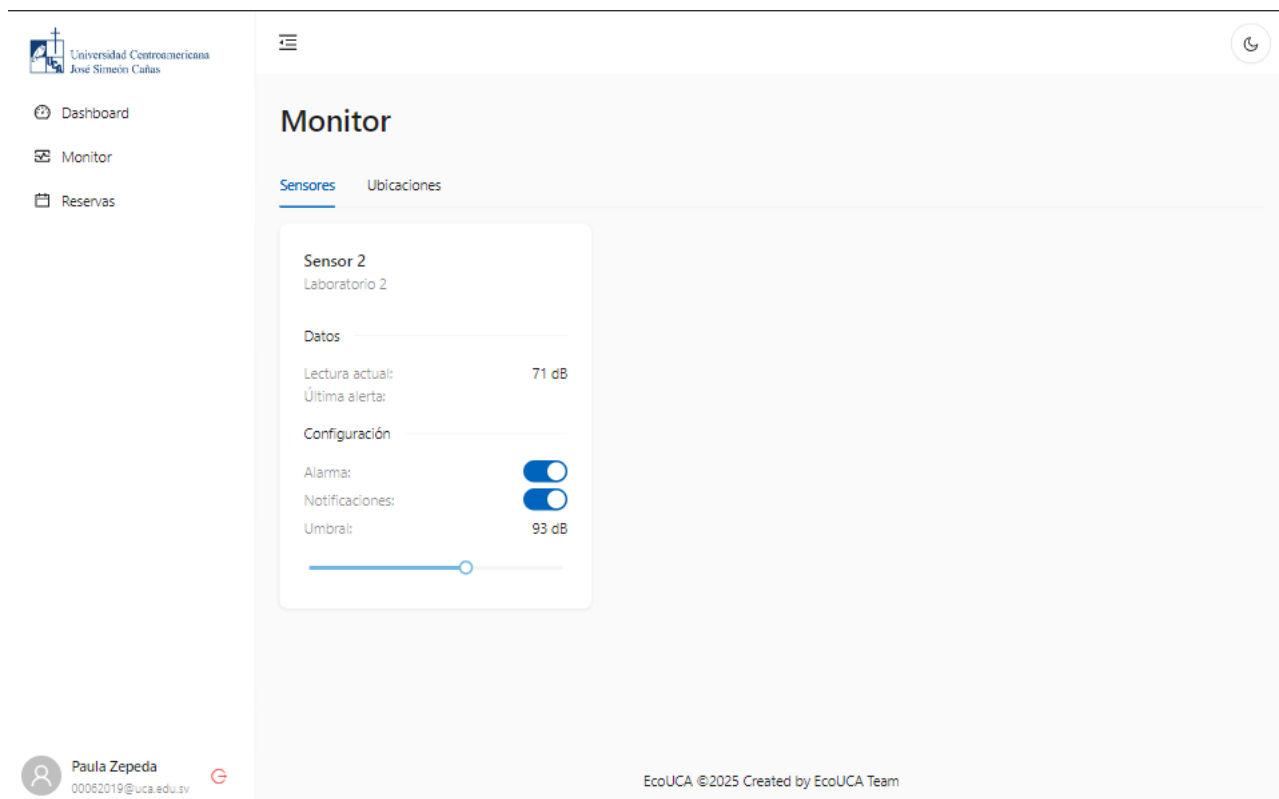 Universidad Centroamericana
José Simeón Cañas
Dashboard
Monitor
Reservas
Monitor
Sensores Ubicaciones
Sensor 2
Laboratorio 2
Datos
Lectura actual: 71 dB
Última alerta:
Configuración
Alarma:
Notificaciones:
Umbral: 93 dB
Paula Zepeda
00062019@uca.edu.sv
EcoUCA ©2025 Created by EcoUCA Team